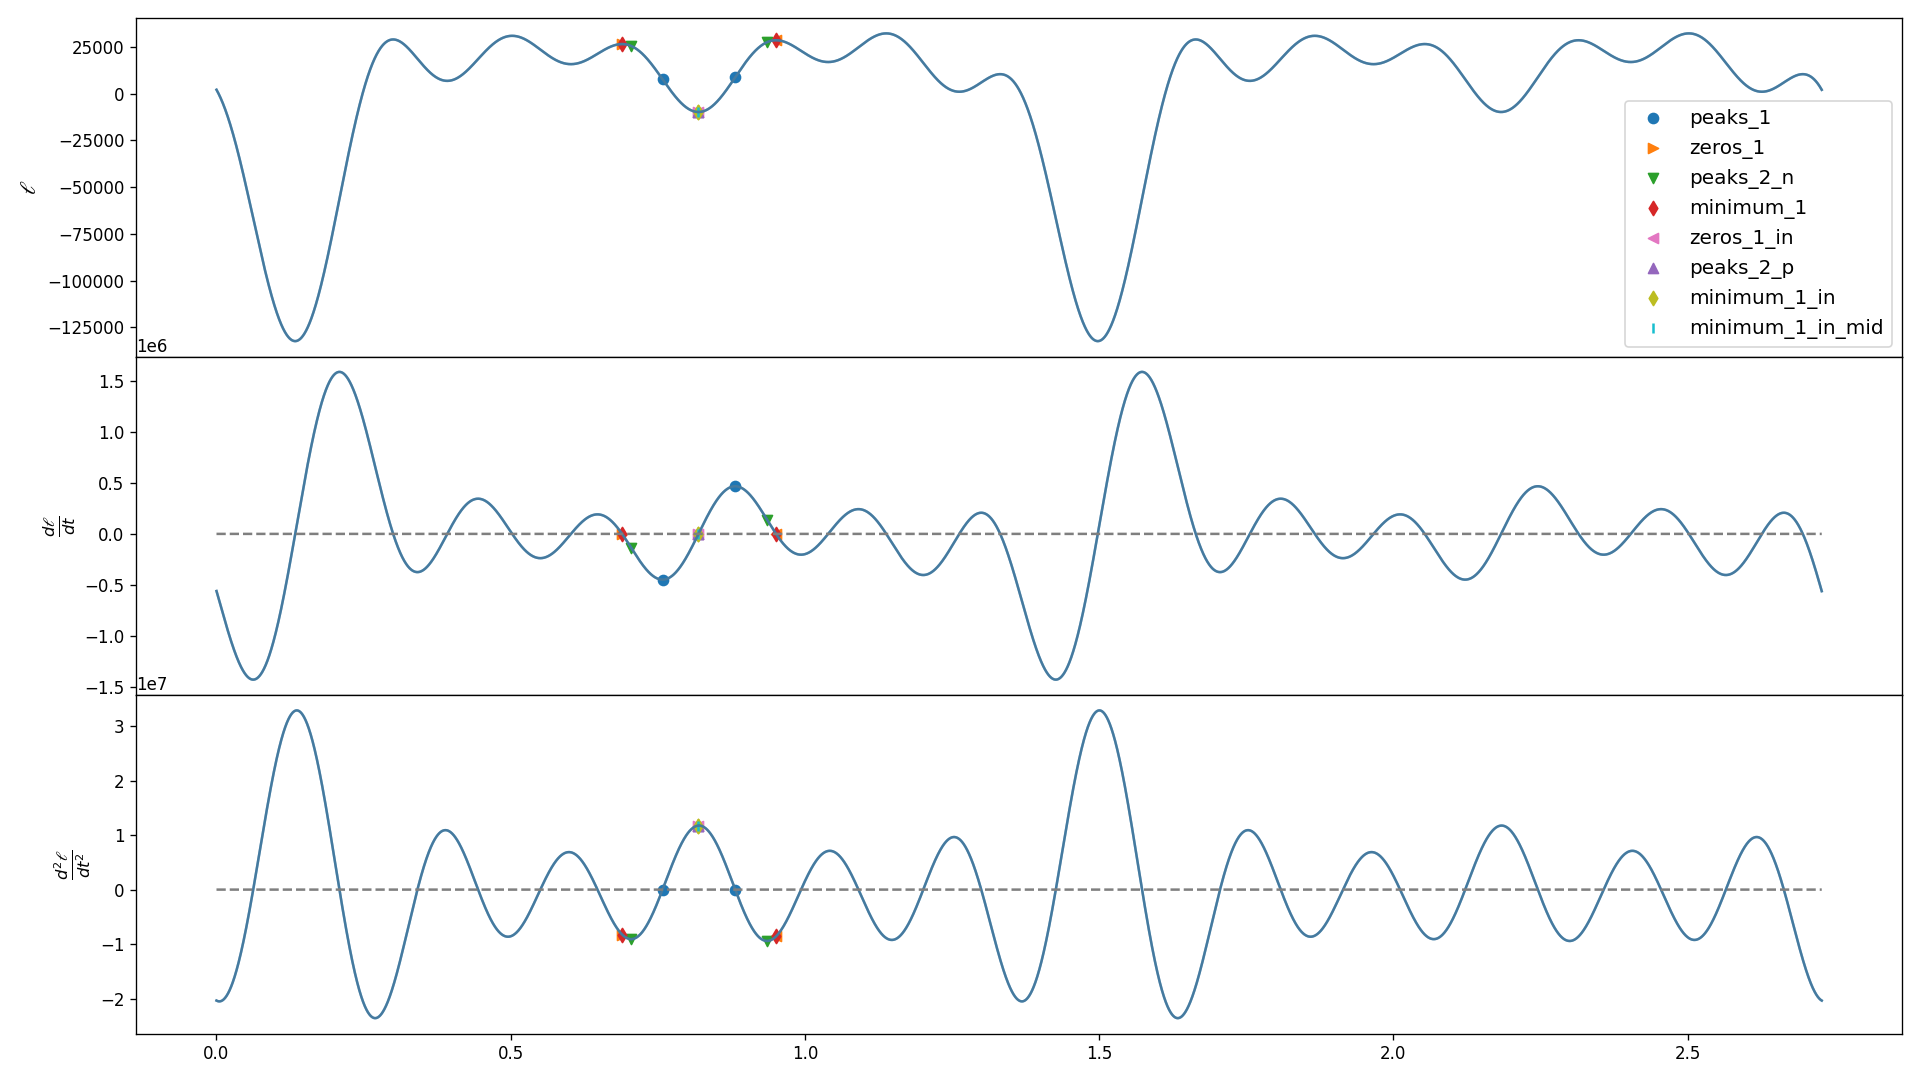 25000
0
−25000
−50000
−75000
−100000
−125000
ℓ
peaks_1
zeros_1
peaks_2_n
minimum_1
zeros_1_in
peaks_2_p
minimum_1_in
minimum_1_in_mid
1e6
1.5
1.0
0.5
0.0
−0.5
−1.0
−1.5
dℓ
dt
1e7
3
2
1
0
−1
−2
d²ℓ
dt²
0.0 0.5 1.0 1.5 2.0 2.5